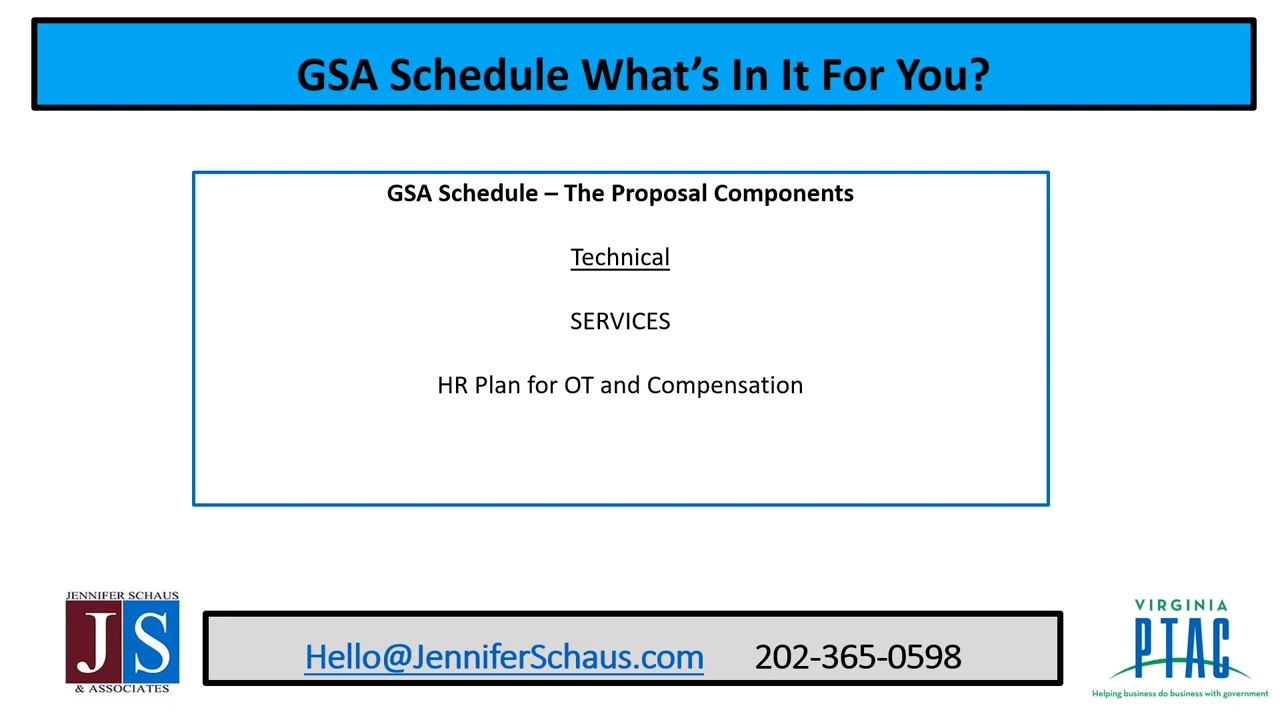 GSA Schedule What’s In It For You?
GSA Schedule – The Proposal Components
Technical
SERVICES
HR Plan for OT and Compensation
JENNIFER SCHAUS
JS
& ASSOCIATES
Hello@JenniferSchaus.com 202-365-0598
VIRGINIA
PTAC
Helping business do business with government